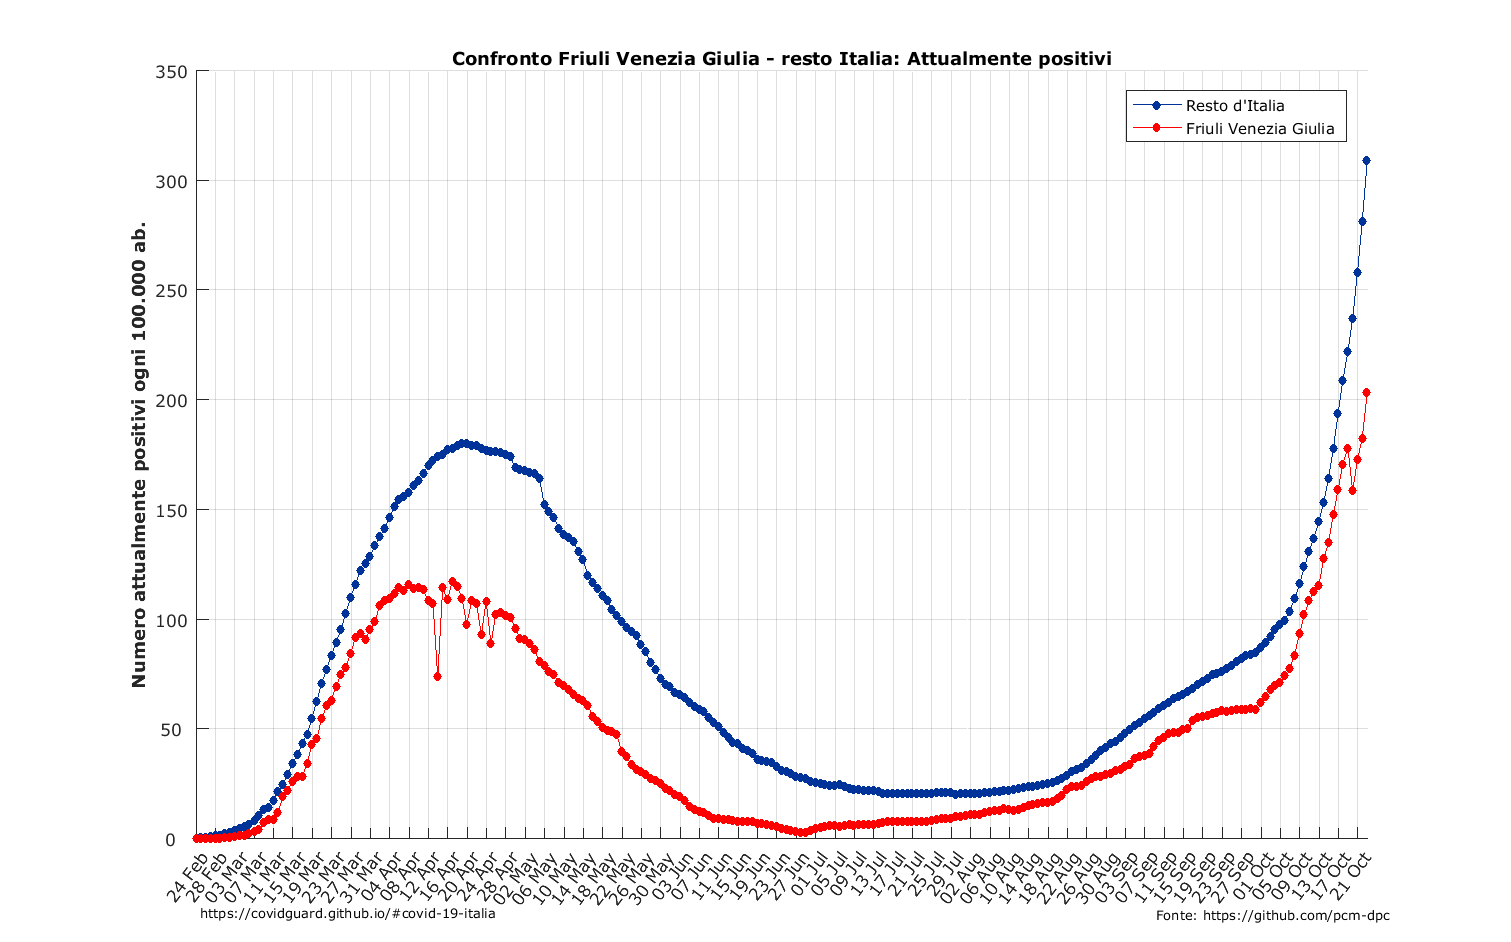 Confronto Friuli Venezia Giulia - resto Italia: Attualmente positivi
Resto d'Italia
Friuli Venezia Giulia
Numero attualmente positivi ogni 100.000 ab.
350
300
250
200
150
100
50
0
24 Feb
28 Feb
03 Mar
07 Mar
11 Mar
15 Mar
19 Mar
23 Mar
27 Mar
31 Mar
04 Apr
08 Apr
12 Apr
16 Apr
20 Apr
24 Apr
28 Apr
02 May
06 May
10 May
14 May
18 May
22 May
26 May
30 May
03 Jun
07 Jun
11 Jun
15 Jun
19 Jun
23 Jun
27 Jun
01 Jul
05 Jul
09 Jul
13 Jul
17 Jul
21 Jul
25 Jul
29 Jul
02 Aug
06 Aug
10 Aug
14 Aug
18 Aug
22 Aug
26 Aug
30 Aug
03 Sep
07 Sep
11 Sep
15 Sep
19 Sep
23 Sep
27 Sep
01 Oct
05 Oct
09 Oct
13 Oct
17 Oct
21 Oct
https://covidguard.github.io/#covid-19-italia
Fonte: https://github.com/pcm-dpc